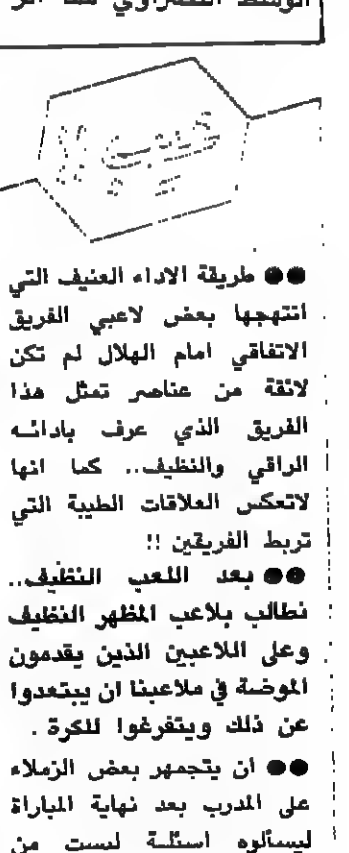 الوسط
●● طريقة الاداء العنيف التي
انتهجها بعض لاعبي الفريق
الاتفاقي امام الهلال لم تكن
لائقة من عناصر تمثل هذا
الفريق الذي عرف بادائه
الراقي والنظيف.. كما انها
لاتعكس العلاقات الطيبة التي
تربط الفريقين !!
●● بعد اللعب النظيف..
نطالب بلاعب المظهر النظيف
وعلى اللاعبين الذين يقدمون
الموضة في ملاعبنا ان يبتعدوا
عن ذلك ويتفرغوا للكرة .
●● ان يتجمهر بعض الزملاء
على المدرب بعد نهاية المباراة
ليسألوه اسئلة ليست من